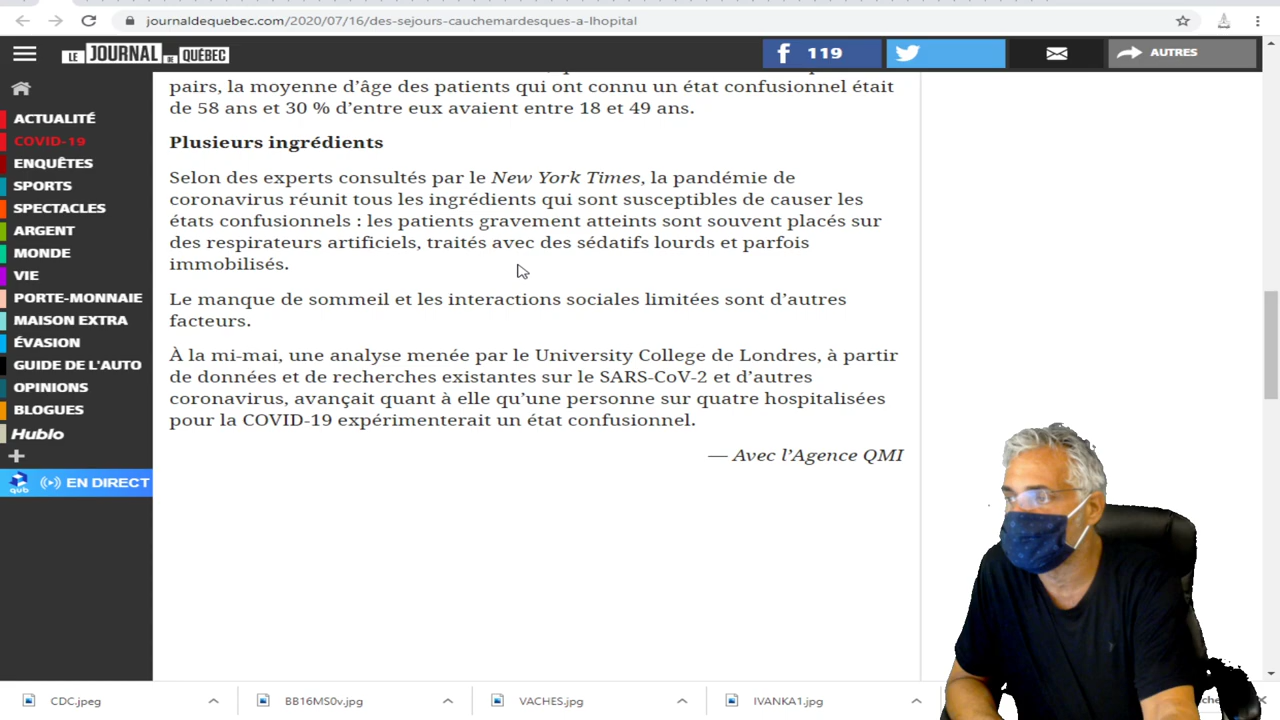 journaldequebec.com/2020/07/16/des-sejours-cauchemardesques-a-lhopital
LE JOURNAL DE QUÉBEC
f 119
AUTRES
ACTUALITÉ
COVID-19
ENQUÊTES
SPORTS
SPECTACLES
ARGENT
MONDE
VIE
PORTE-MONNAIE
MAISON EXTRA
ÉVASION
GUIDE DE L'AUTO
OPINIONS
BLOGUES
Hublo
qub EN DIRECT
pairs, la moyenne d’âge des patients qui ont connu un état confusionnel était
de 58 ans et 30 % d’entre eux avaient entre 18 et 49 ans.
Plusieurs ingrédients
Selon des experts consultés par le New York Times, la pandémie de
coronavirus réunit tous les ingrédients qui sont susceptibles de causer les
états confusionnels : les patients gravement atteints sont souvent placés sur
des respirateurs artificiels, traités avec des sédatifs lourds et parfois
immobilisés.
Le manque de sommeil et les interactions sociales limitées sont d’autres
facteurs.
À la mi-mai, une analyse menée par le University College de Londres, à partir
de données et de recherches existantes sur le SARS-CoV-2 et d’autres
coronavirus, avançait quant à elle qu’une personne sur quatre hospitalisées
pour la COVID-19 expérimenterait un état confusionnel.
— Avec l’Agence QMI
CDC.jpeg
BB16MS0v.jpg
VACHES.jpg
IVANKA1.jpg